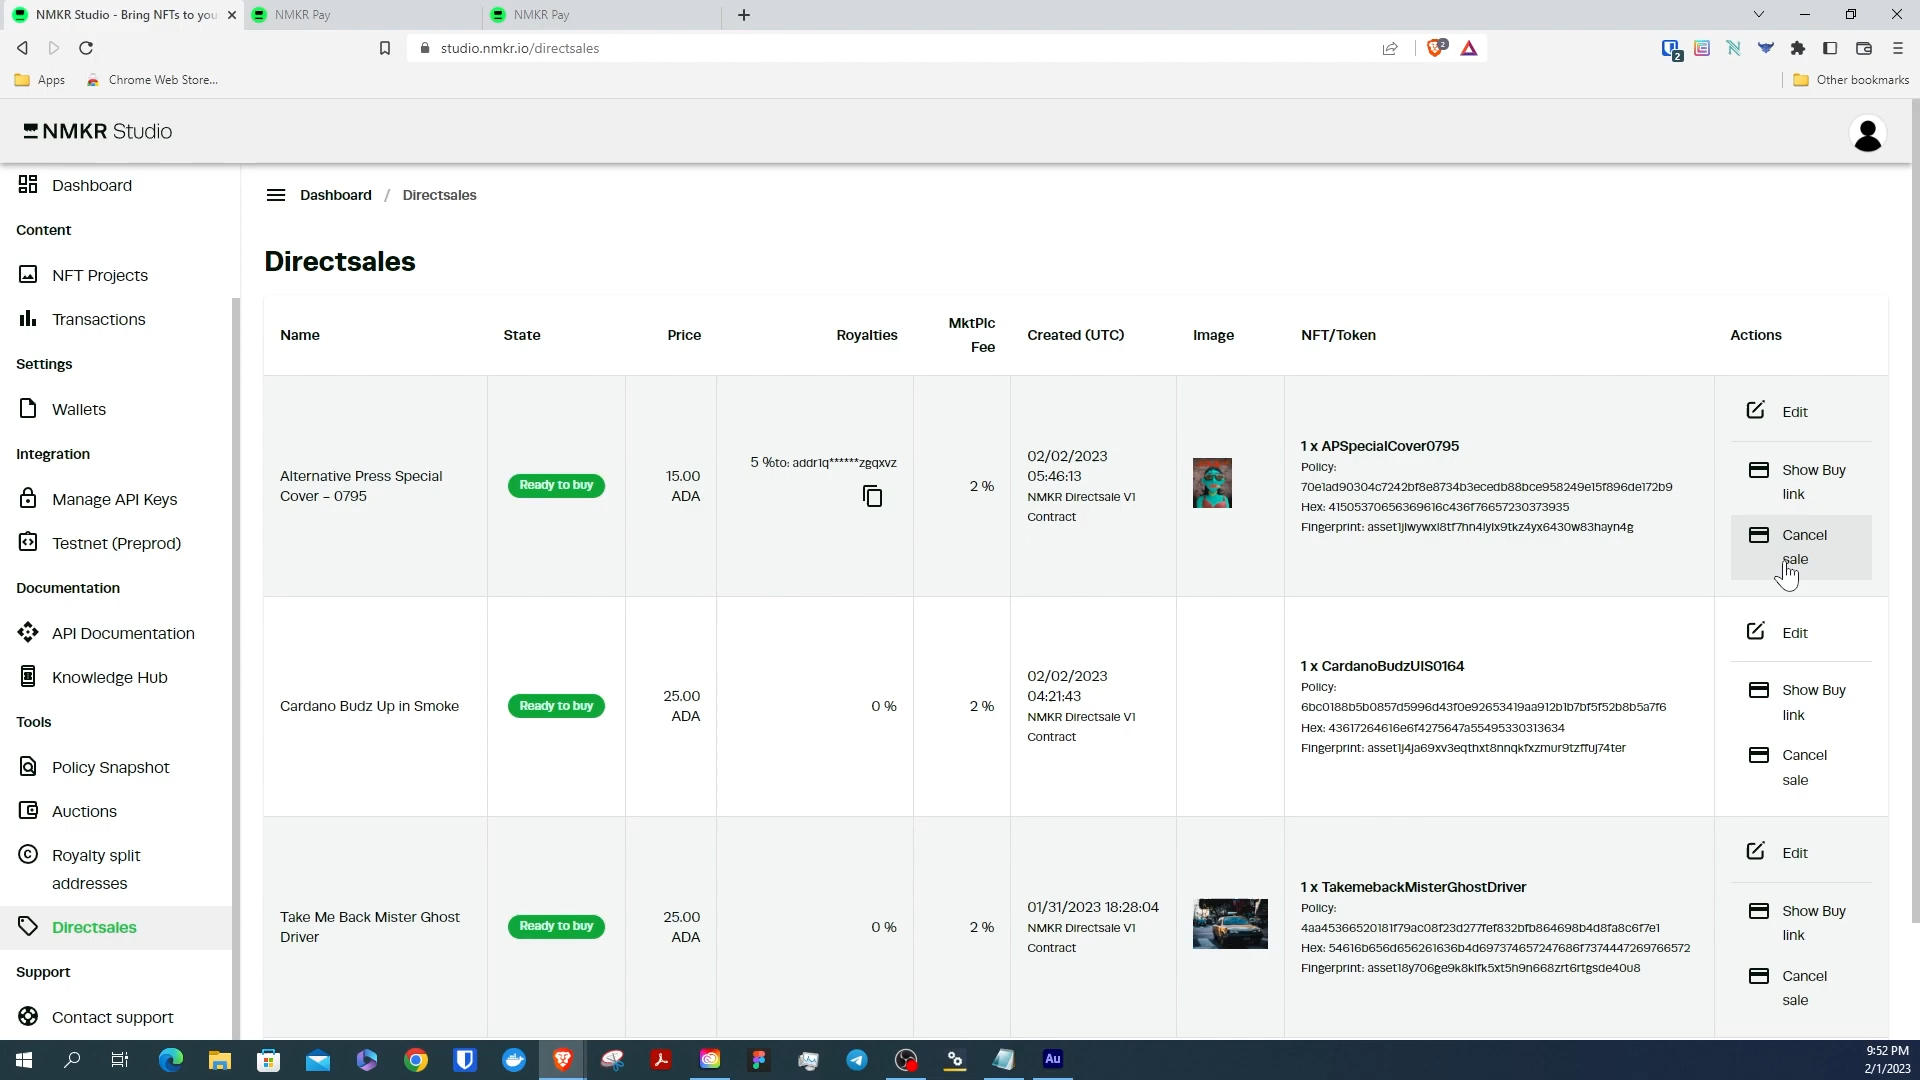 NMKR Studio - Bring NFTs to you
NMKR Pay
NMKR Pay
studio.nmkr.io/directsales
2
2
Apps
Chrome Web Store...
Other bookmarks
NMKR Studio
Dashboard
Content
NFT Projects
Transactions
Settings
Wallets
Integration
Manage API Keys
Testnet (Preprod)
Documentation
API Documentation
Knowledge Hub
Tools
Policy Snapshot
Auctions
Royalty split
addresses
Directsales
Support
Contact support
Dashboard / Directsales
Directsales
Name
State
Price
Royalties
MktPlc
Fee
Created (UTC)
Image
NFT/Token
Actions
Alternative Press Special
Cover – 0795
Ready to buy
15.00
ADA
5 %to: addr1q******zgqxvz
2 %
02/02/2023
05:46:13
NMKR Directsale V1
Contract
1 x APSpecialCover0795
Policy:
70e1ad90304c7242bf8e8734b3ecedb88bce958249e15f896de172b9
Hex: 41505370656369616c436f76657230373935
Edit
Show Buy
link
Cancel
sale
Cardano Budz Up in Smoke
Ready to buy
25.00
ADA
0 %
2 %
02/02/2023
04:21:43
NMKR Directsale V1
Contract
1 x CardanoBudzUIS0164
Policy:
6bc0188b5b0857d5996d43f0e92653419aa912b1b7bf5f52b8b5a7f6
Hex: 43617264616e6f4275647a55495330313634
Fingerprint: asset1j4ja69xv3eqthxt8nnqkfxzmur9tzffuj74ter
Edit
Show Buy
link
Cancel
sale
Take Me Back Mister Ghost
Driver
Ready to buy
25.00
ADA
0 %
2 %
01/31/2023 18:28:04
NMKR Directsale V1
Contract
1 x TakemebackMisterGhostDriver
Policy:
4aa45366520181f79ac08f23d277fef832bfb864698b4d8fa8c6f7e1
Hex: 54616b656d656261636b4d697374657247686f7374447269766572
Fingerprint: asset18y706ge9k8klfk5xt5h9n668zrt6rtgsde40u8
Edit
Show Buy
link
Cancel
sale
Au
9:52 PM
2/1/2023